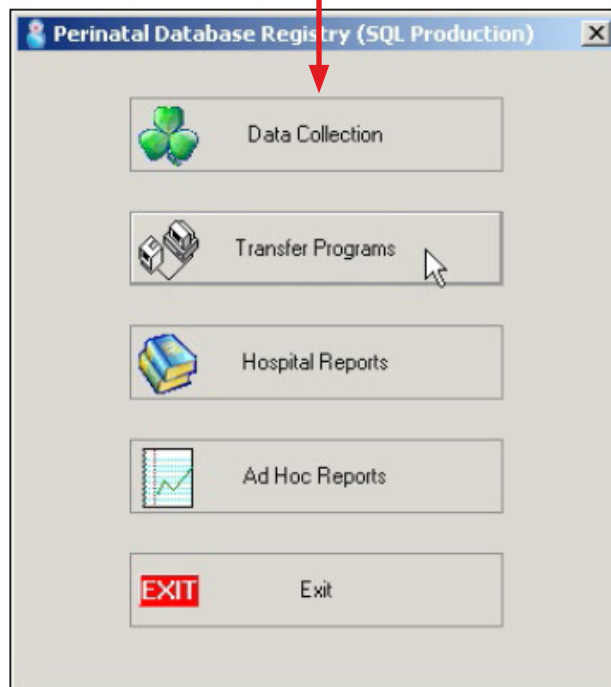 Perinatal Database Registry (SQL Production)
Data Collection
Transfer Programs
Hospital Reports
Ad Hoc Reports
EXIT Exit